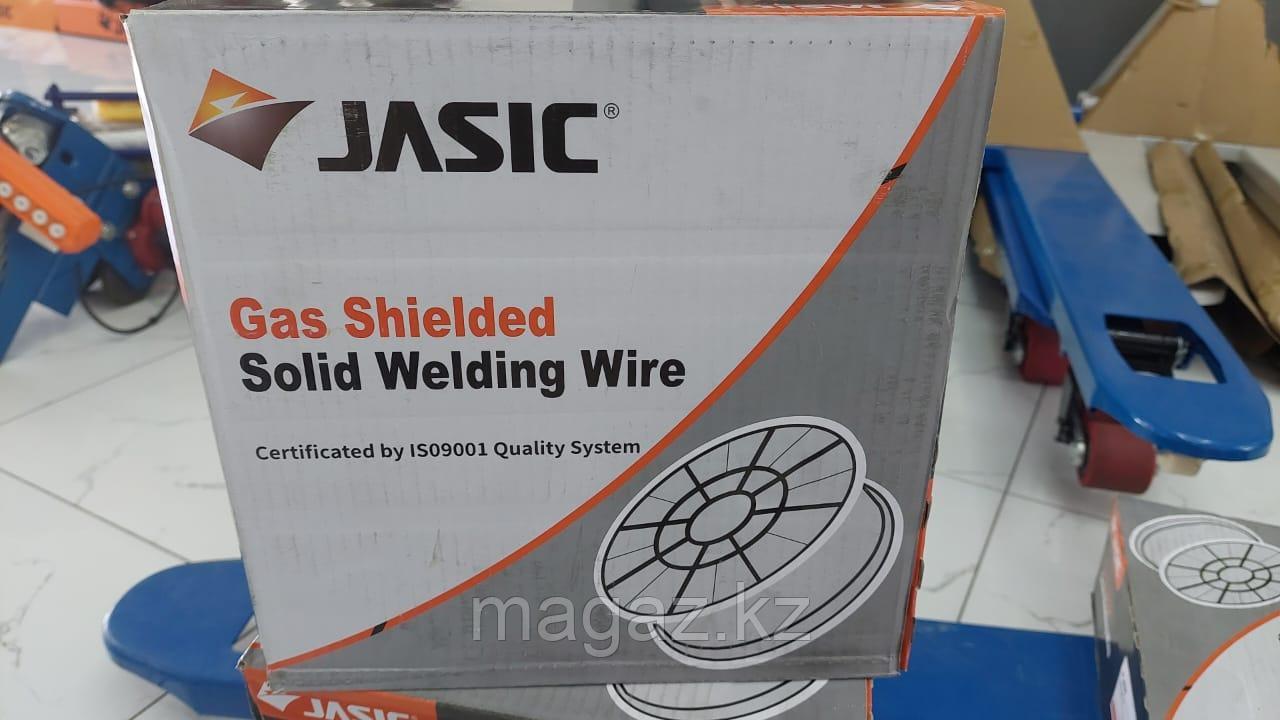 JASIC®
Gas Shielded
Solid Welding Wire
Certificated by IS09001 Quality System
magaz.kz
JASIC